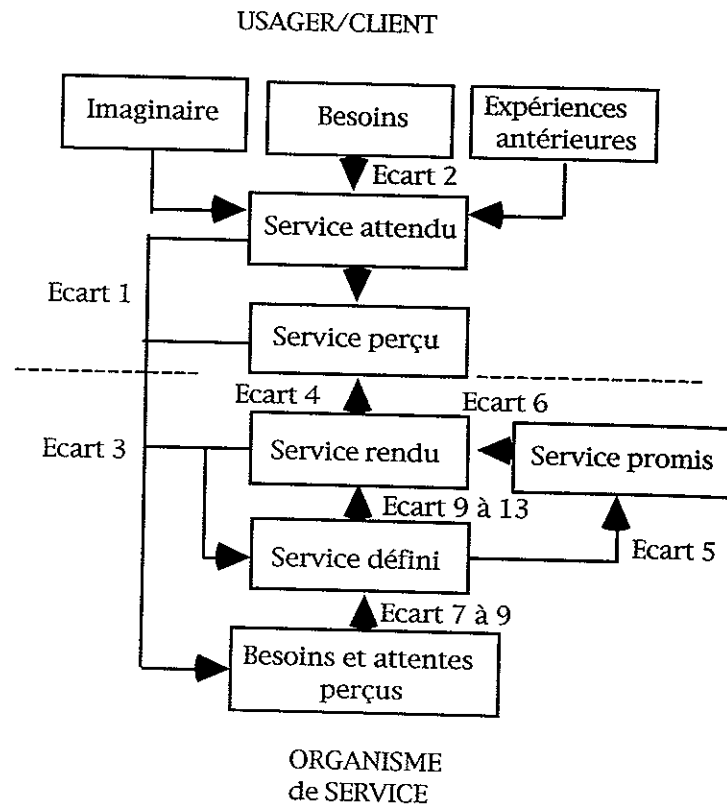 USAGER/CLIENT
Imaginaire
Besoins
Expériences
antérieures
Ecart 2
Service attendu
Ecart 1
Service perçu
Ecart 4
Ecart 6
Ecart 3
Service rendu
Service promis
Ecart 9 à 13
Service défini
Ecart 5
Ecart 7 à 9
Besoins et attentes
perçus
ORGANISME
de SERVICE